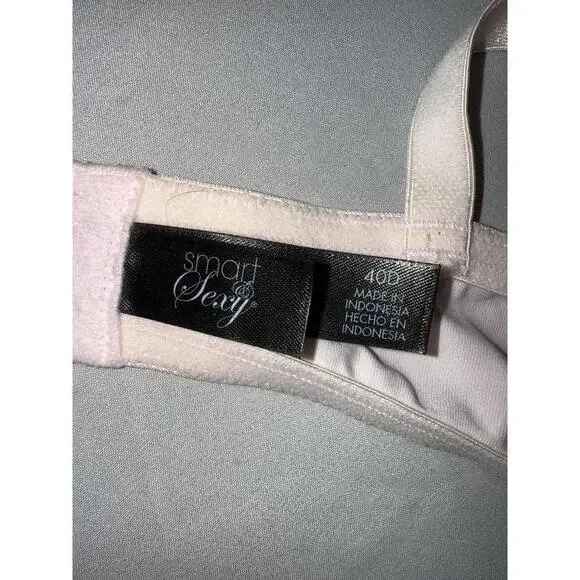 smart
&
Sexy®
40D
MADE IN
INDONESIA
HECHO EN
INDONESIA